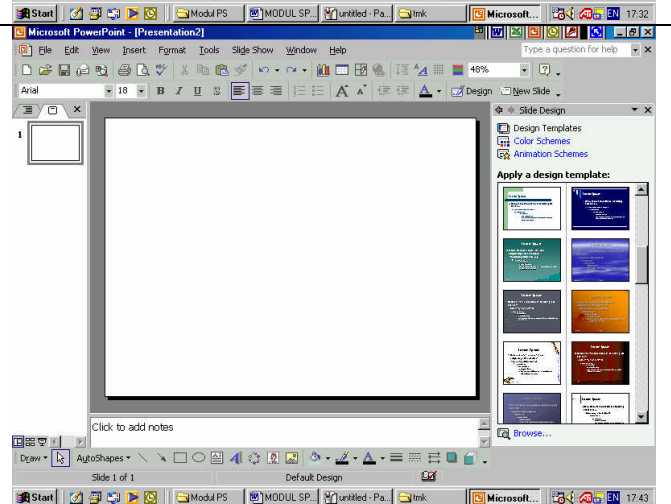 Start Modul PS MODUL SP... untitled - Pa... tmk Microsoft... EN 17:32
Microsoft PowerPoint - [Presentation2]
File Edit View Insert Format Tools Slide Show Window Help Type a question for help
48%
Arial 18 B I U S A A A Design New Slide
Slide Design
1
Design Templates
Color Schemes
Animation Schemes
Apply a design template:
Click to add notes
Browse...
Draw AutoShapes A
Slide 1 of 1 Default Design
Start Modul PS MODUL SP... untitled - Pa... tmk Microsoft... EN 17:43